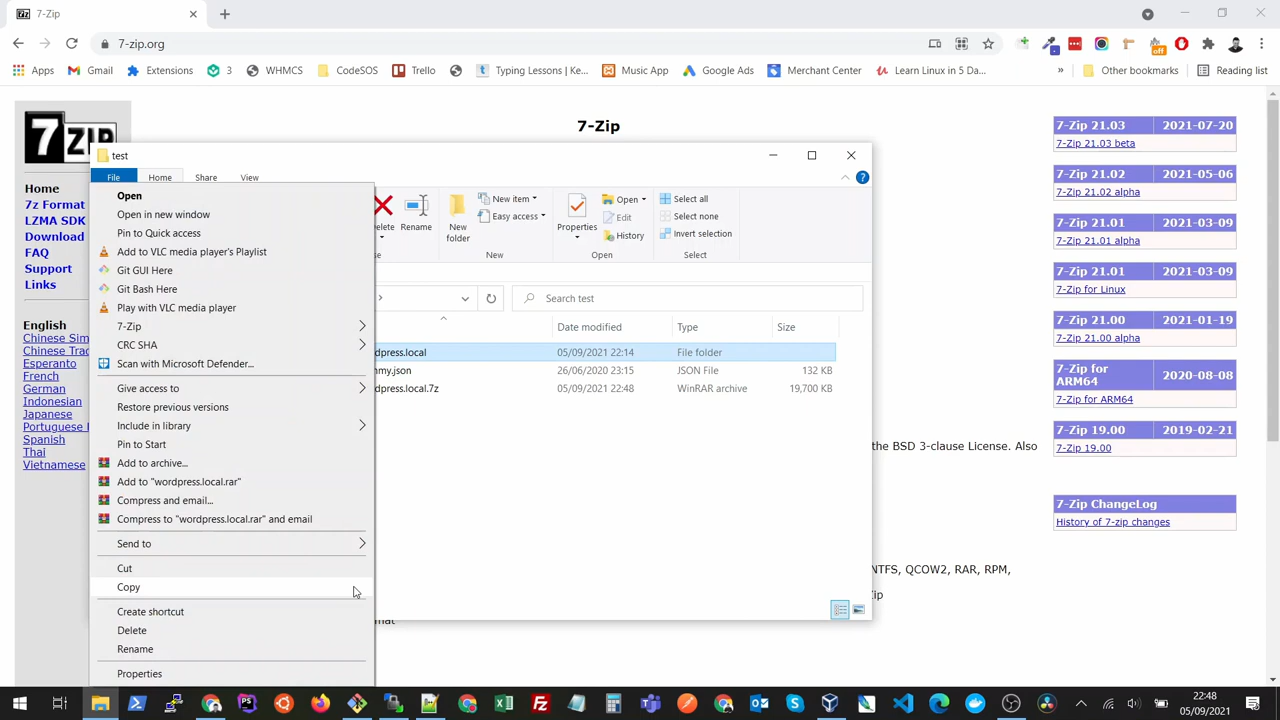 7-Zip
7-zip.org
Apps
Gmail
Extensions
3
WHMCS
CodeSOS
Trello
Typing Lessons | Ke...
Music App
Google Ads
Merchant Center
Learn Linux in 5 Da...
»
Other bookmarks
Reading list
off
7ZIP
Home
7z Format
LZMA SDK
Download
FAQ
Support
Links
English
Chinese Sim
Chinese Trad
Esperanto
French
German
Indonesian
Japanese
Portuguese
Spanish
Thai
Vietnamese
7-Zip
test
File
Home
Share
View
Rename
New folder
New item
Easy access
New
Properties
Open
Edit
History
Open
Select all
Select none
Invert selection
Select
Search test
Date modified
Type
Size
dpress.local
05/09/2021 22:14
File folder
my.json
26/06/2020 23:15
JSON File
132 KB
dpress.local.7z
05/09/2021 22:48
WinRAR archive
19,700 KB
Open
Open in new window
Pin to Quick access
Add to VLC media player's Playlist
Git GUI Here
Git Bash Here
Play with VLC media player
7-Zip
CRC SHA
Scan with Microsoft Defender...
Give access to
Restore previous versions
Include in library
Pin to Start
Add to archive...
Add to "wordpress.local.rar"
Compress and email...
Compress to "wordpress.local.rar" and email
Send to
Cut
Copy
Create shortcut
Delete
Rename
Properties
the BSD 3-clause License. Also
NTFS, QCOW2, RAR, RPM,
Zip
7-Zip 21.03 2021-07-20
7-Zip 21.03 beta
7-Zip 21.02 2021-05-06
7-Zip 21.02 alpha
7-Zip 21.01 2021-03-09
7-Zip 21.01 alpha
7-Zip 21.01 2021-03-09
7-Zip for Linux
7-Zip 21.00 2021-01-19
7-Zip 21.00 alpha
7-Zip for ARM64 2020-08-08
7-Zip for ARM64
7-Zip 19.00 2019-02-21
7-Zip 19.00
7-Zip ChangeLog
History of 7-zip changes
22:48
05/09/2021